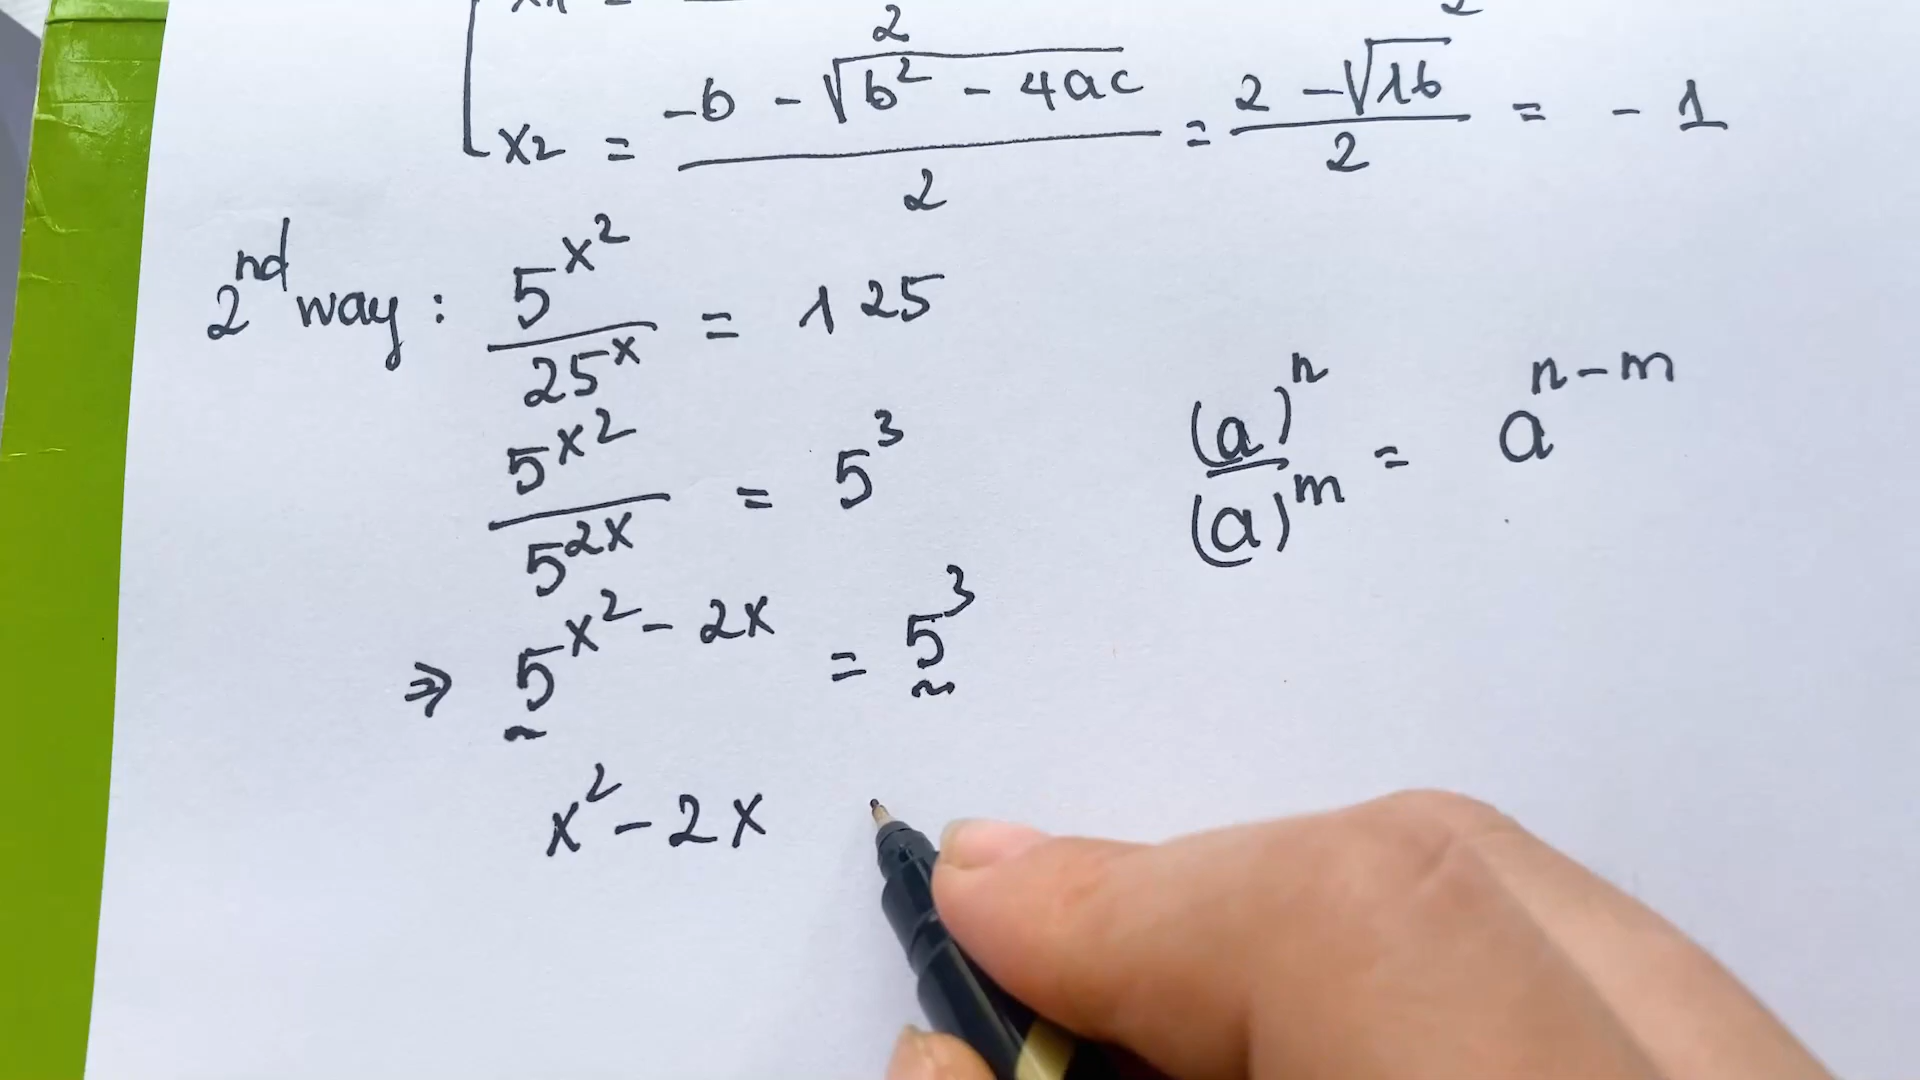 2
x2 = (-b - √(b² - 4ac)) / 2 = (2 - √16) / 2 = - 1
2nd way: 5^(x²) / 25^x = 125
5^(x²) / 5^(2x) = 5³
(a)^n / (a)^m = a^(n-m)
⇒ 5^(x² - 2x) = 5³
x² - 2x